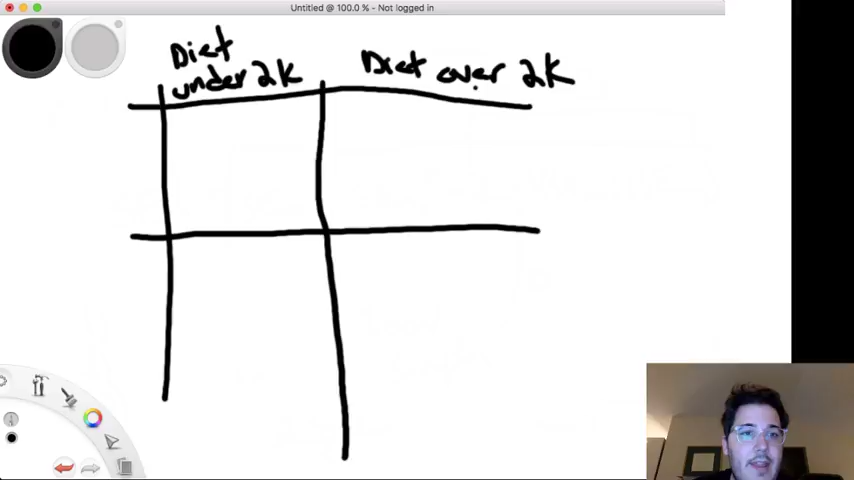 Untitled @ 100.0 % - Not logged in
Diet
under 2K
Diet over 2K